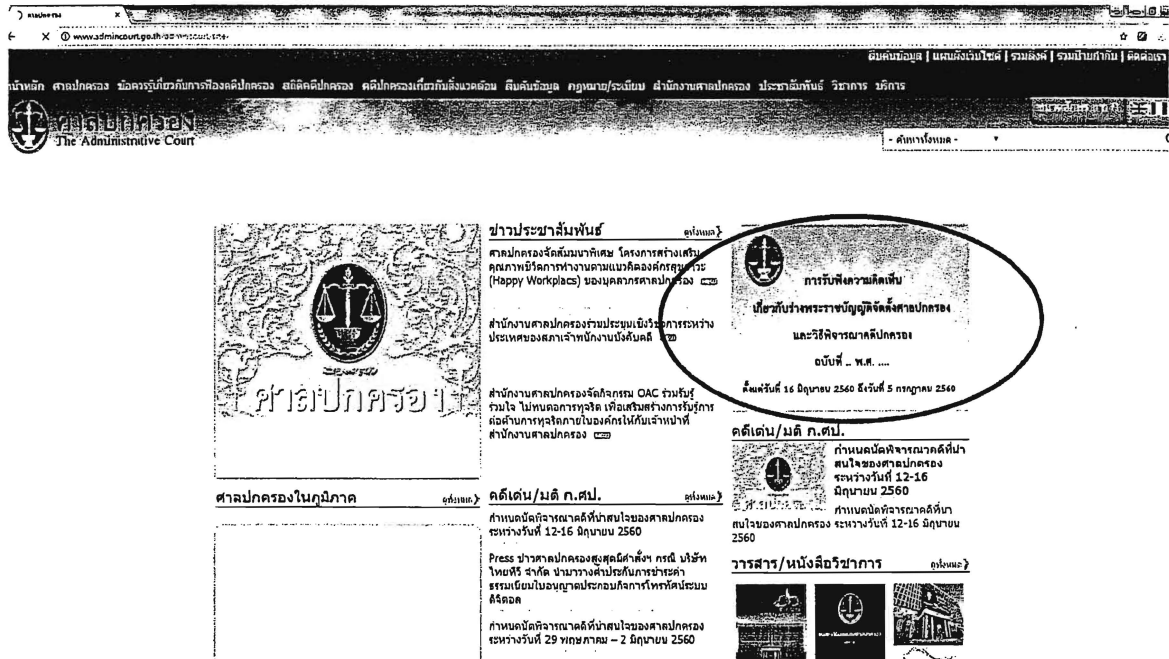 ศาลปกครอง
www.admincourt.go.th
สืบค้นข้อมูล | แผนผังเว็บไซต์ | รวมลิงค์ | รวมป้ายกำกับ | ติดต่อเรา
หน้าหลัก ศาลปกครอง ข้อควรรู้เกี่ยวกับการฟ้องคดีปกครอง สถิติคดีปกครอง คดีปกครองเกี่ยวกับสิ่งแวดล้อม สืบค้นข้อมูล กฎหมาย/ระเบียบ สำนักงานศาลปกครอง ประชาสัมพันธ์ วิชาการ บริการ
ศาลปกครอง
The Administrative Court
- ค้นหาทั้งหมด -
ศาลปกครอง
ศาลปกครองในภูมิภาค ดูทั้งหมด
ข่าวประชาสัมพันธ์ ดูทั้งหมด
ศาลปกครองจัดสัมมนาพิเศษ โครงการสร้างเสริม
คุณภาพชีวิตการทำงานตามแนวคิดองค์กรสุขภาวะ
(Happy Workplacs) ของบุคลากรศาลปกครอง
สำนักงานศาลปกครองร่วมประชุมเชิงวิชาการระหว่าง
ประเทศของสภาเจ้าพนักงานบังคับคดี
สำนักงานศาลปกครองจัดกิจกรรม OAC ร่วมรับรู้
ร่วมใจ ไม่ทนต่อการทุจริต เพื่อเสริมสร้างการรับรู้การ
ต่อต้านการทุจริตภายในองค์กรให้กับเจ้าหน้าที่
สำนักงานศาลปกครอง
คดีเด่น/มติ ก.ศป. ดูทั้งหมด
กำหนดนัดพิจารณาคดีที่น่าสนใจของศาลปกครอง
ระหว่างวันที่ 12-16 มิถุนายน 2560
Press ข่าวศาลปกครองสูงสุดมีคำสั่งฯ กรณี บริษัท
ไทยทีวี จำกัด นำมาวางค้ำประกันการชำระค่า
ธรรมเนียมใบอนุญาตประกอบกิจการโทรทัศน์ระบบ
ดิจิตอล
กำหนดนัดพิจารณาคดีที่น่าสนใจของศาลปกครอง
ระหว่างวันที่ 29 พฤษภาคม – 2 มิถุนายน 2560
การรับฟังความคิดเห็น
เกี่ยวกับร่างพระราชบัญญัติจัดตั้งศาลปกครอง
และวิธีพิจารณาคดีปกครอง
ฉบับที่ .. พ.ศ. ....
ตั้งแต่วันที่ 16 มิถุนายน 2560 ถึงวันที่ 5 กรกฎาคม 2560
คดีเด่น/มติ ก.ศป.
กำหนดนัดพิจารณาคดีที่น่า
สนใจของศาลปกครอง
ระหว่างวันที่ 12-16
มิถุนายน 2560
กำหนดนัดพิจารณาคดีที่น่า
สนใจของศาลปกครอง ระหว่างวันที่ 12-16 มิถุนายน
2560
วารสาร/หนังสือวิชาการ ดูทั้งหมด